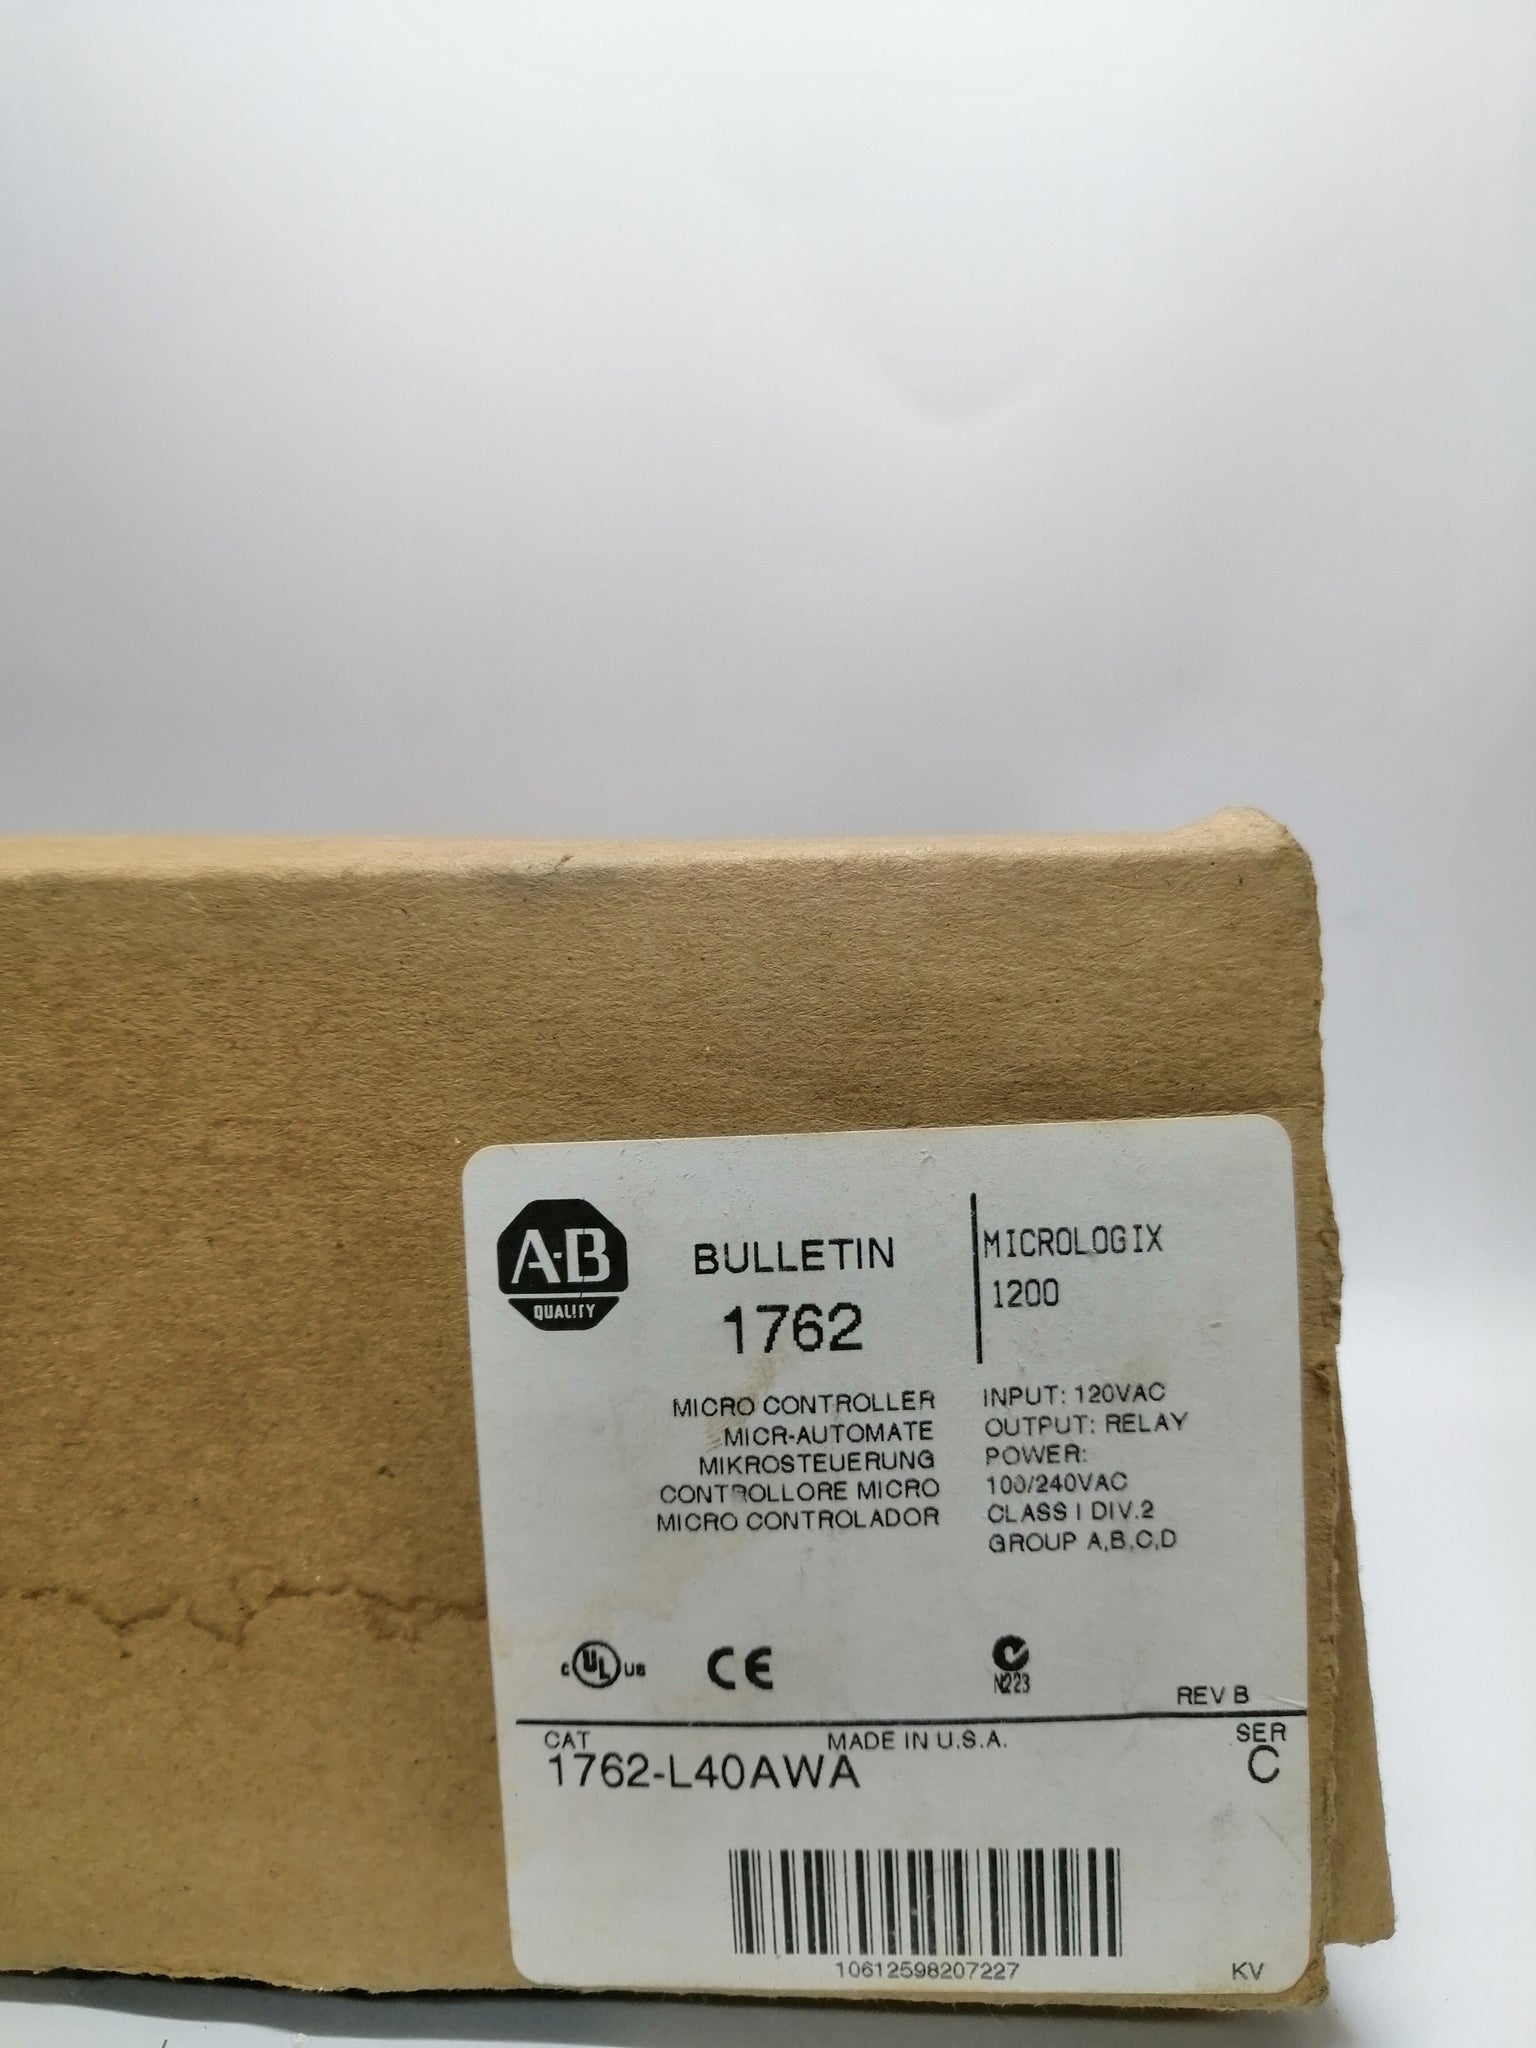 A-B
QUALITY
BULLETIN
1762
MICROLOGIX
1200
MICRO CONTROLLER
MICR-AUTOMATE
MIKROSTEUERUNG
CONTROLLORE MICRO
MICRO CONTROLADOR
INPUT: 120VAC
OUTPUT: RELAY
POWER:
100/240VAC
CLASS I DIV.2
GROUP A,B,C,D
C UL US
CE
N223
REV B
CAT
MADE IN U.S.A.
SER
1762-L40AWA
C
10612598207227
KV